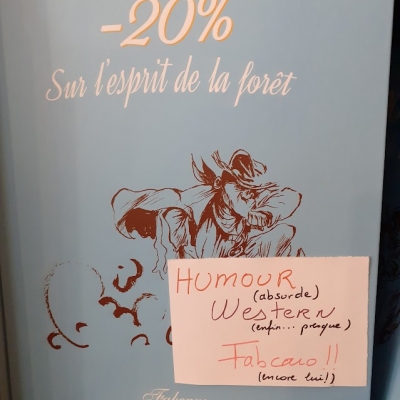 -20%
Sur l'esprit de la forêt
HUMOUR
(absurde)
WESTERN
(enfin... presque)
Fabcaro !!
(encore lui!)